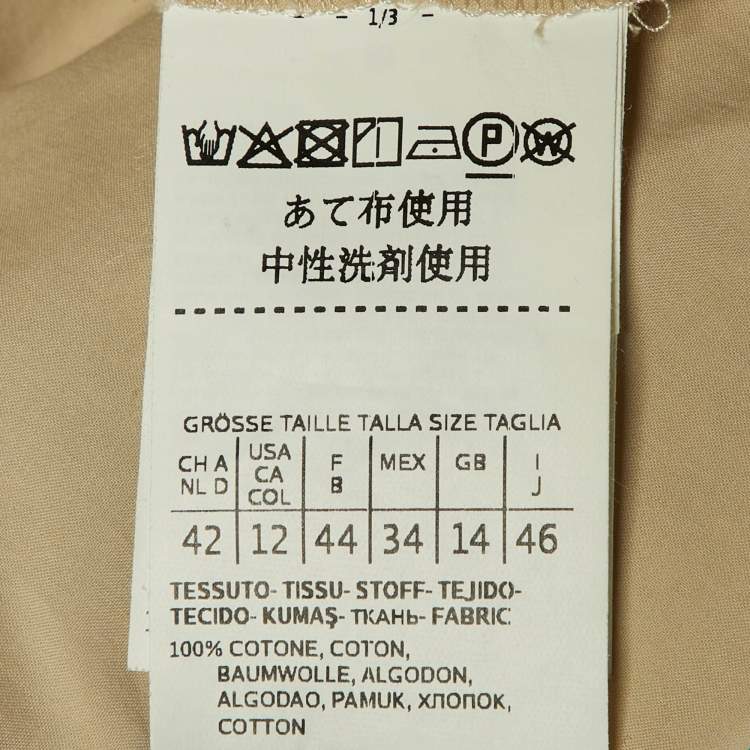 - 1/3 -
P W
あて布使用
中性洗剤使用
GRÖSSE TAILLE TALLA SIZE TAGLIA
CH A NL D | USA CA COL | F B | MEX | GB | I J
42 | 12 | 44 | 34 | 14 | 46
TESSUTO- TISSU- STOFF- TEJIDO-
TECIDO- KUMAŞ- ТКАНЬ- FABRIC:
100% COTONE, COTON,
BAUMWOLLE, ALGODON,
ALGODAO, PAMUK, ХЛОПОК,
COTTON